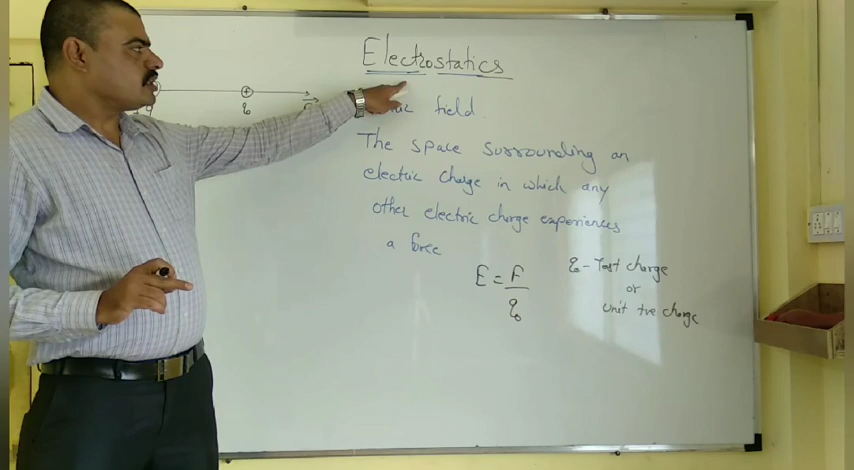 Electrostatics
field.
The space surrounding an
electric charge in which any
other electric charge experiences
a force
E = F / q₀
q₀ - Test charge
or
unit +ve charge
+
q
q₀